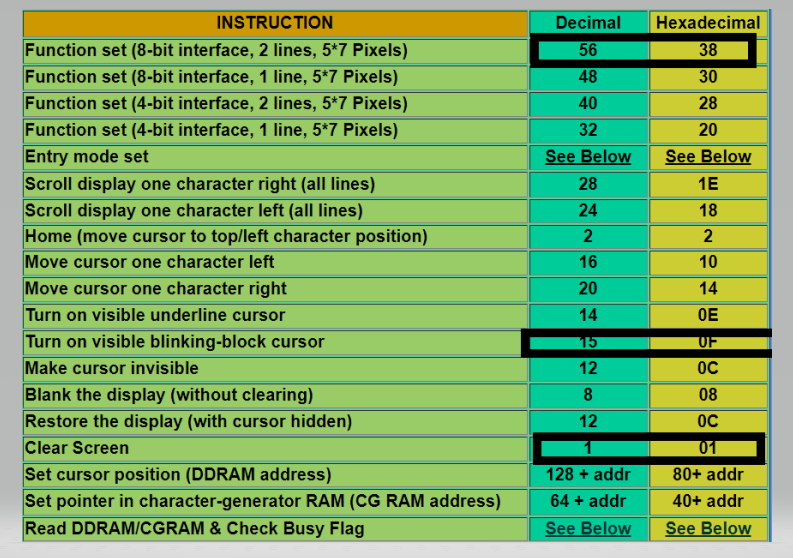 INSTRUCTION Decimal Hexadecimal
Function set (8-bit interface, 2 lines, 5*7 Pixels) 56 38
Function set (8-bit interface, 1 line, 5*7 Pixels) 48 30
Function set (4-bit interface, 2 lines, 5*7 Pixels) 40 28
Function set (4-bit interface, 1 line, 5*7 Pixels) 32 20
Entry mode set See Below See Below
Scroll display one character right (all lines) 28 1E
Scroll display one character left (all lines) 24 18
Home (move cursor to top/left character position) 2 2
Move cursor one character left 16 10
Move cursor one character right 20 14
Turn on visible underline cursor 14 0E
Turn on visible blinking-block cursor 15 0F
Make cursor invisible 12 0C
Blank the display (without clearing) 8 08
Restore the display (with cursor hidden) 12 0C
Clear Screen 1 01
Set cursor position (DDRAM address) 128 + addr 80+ addr
Set pointer in character-generator RAM (CG RAM address) 64 + addr 40+ addr
Read DDRAM/CGRAM & Check Busy Flag See Below See Below